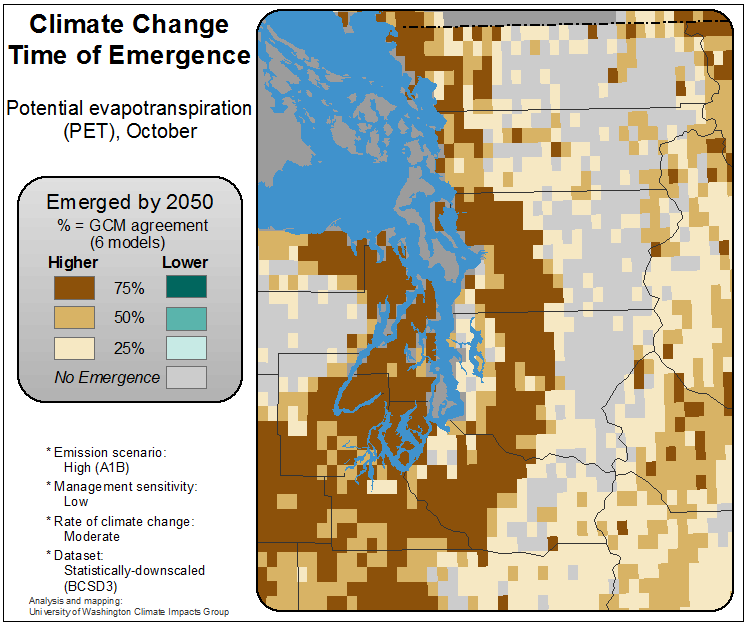 Climate Change
Time of Emergence
Potential evapotranspiration
(PET), October
Emerged by 2050
% = GCM agreement
(6 models)
Higher Lower
75%
50%
25%
No Emergence
* Emission scenario:
High (A1B)
* Management sensitivity:
Low
* Rate of climate change:
Moderate
* Dataset:
Statistically-downscaled
(BCSD3)
Analysis and mapping:
University of Washington Climate Impacts Group